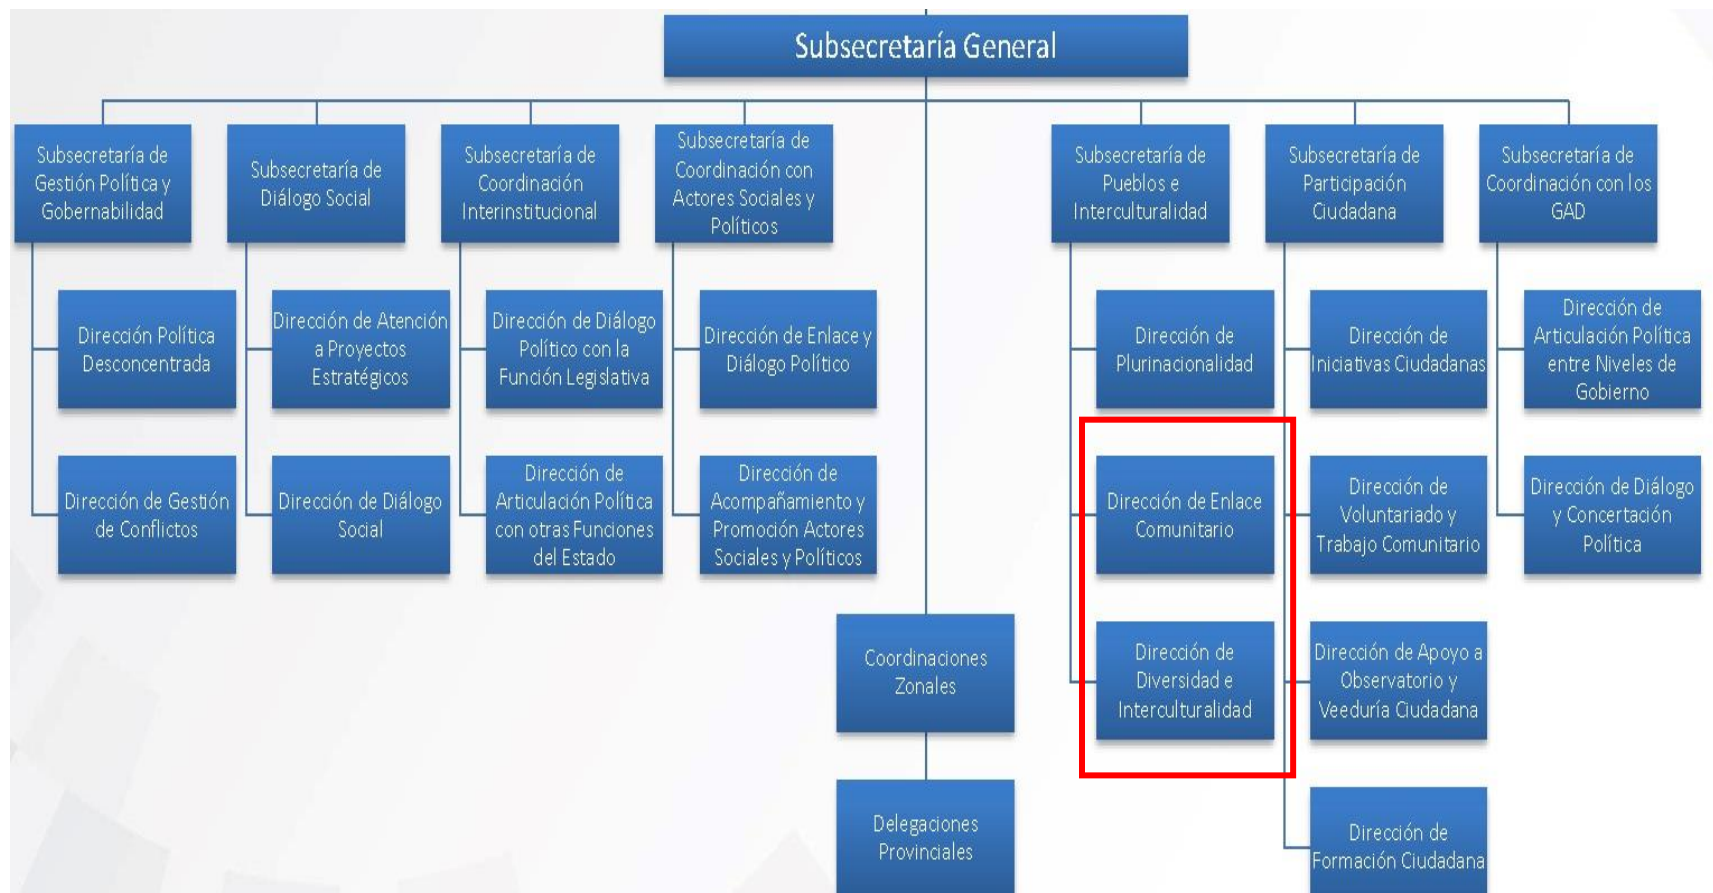 Subsecretaría General
Subsecretaría de
Gestión Política y
Gobernabilidad
Subsecretaría de
Diálogo Social
Subsecretaría de
Coordinación
Interinstitucional
Subsecretaría de
Coordinación con
Actores Sociales y
Políticos
Subsecretaría de
Pueblos e
Interculturalidad
Subsecretaría de
Participación
Ciudadana
Subsecretaría de
Coordinación con los
GAD
Dirección Política
Desconcentrada
Dirección de Atención
a Proyectos
Estratégicos
Dirección de Diálogo
Político con la
Función Legislativa
Dirección de Enlace y
Diálogo Político
Dirección de
Plurinacionalidad
Dirección de
Iniciativas Ciudadanas
Dirección de
Articulación Política
entre Niveles de
Gobierno
Dirección de Gestión
de Conflictos
Dirección de Diálogo
Social
Dirección de
Articulación Política
con otras Funciones
del Estado
Dirección de
Acompañamiento y
Promoción Actores
Sociales y Políticos
Dirección de Enlace
Comunitario
Dirección de
Voluntariado y
Trabajo Comunitario
Dirección de Diálogo
y Concertación
Política
Coordinaciones
Zonales
Dirección de
Diversidad e
Interculturalidad
Dirección de Apoyo a
Observatorio y
Veeduría Ciudadana
Delegaciones
Provinciales
Dirección de
Formación Ciudadana